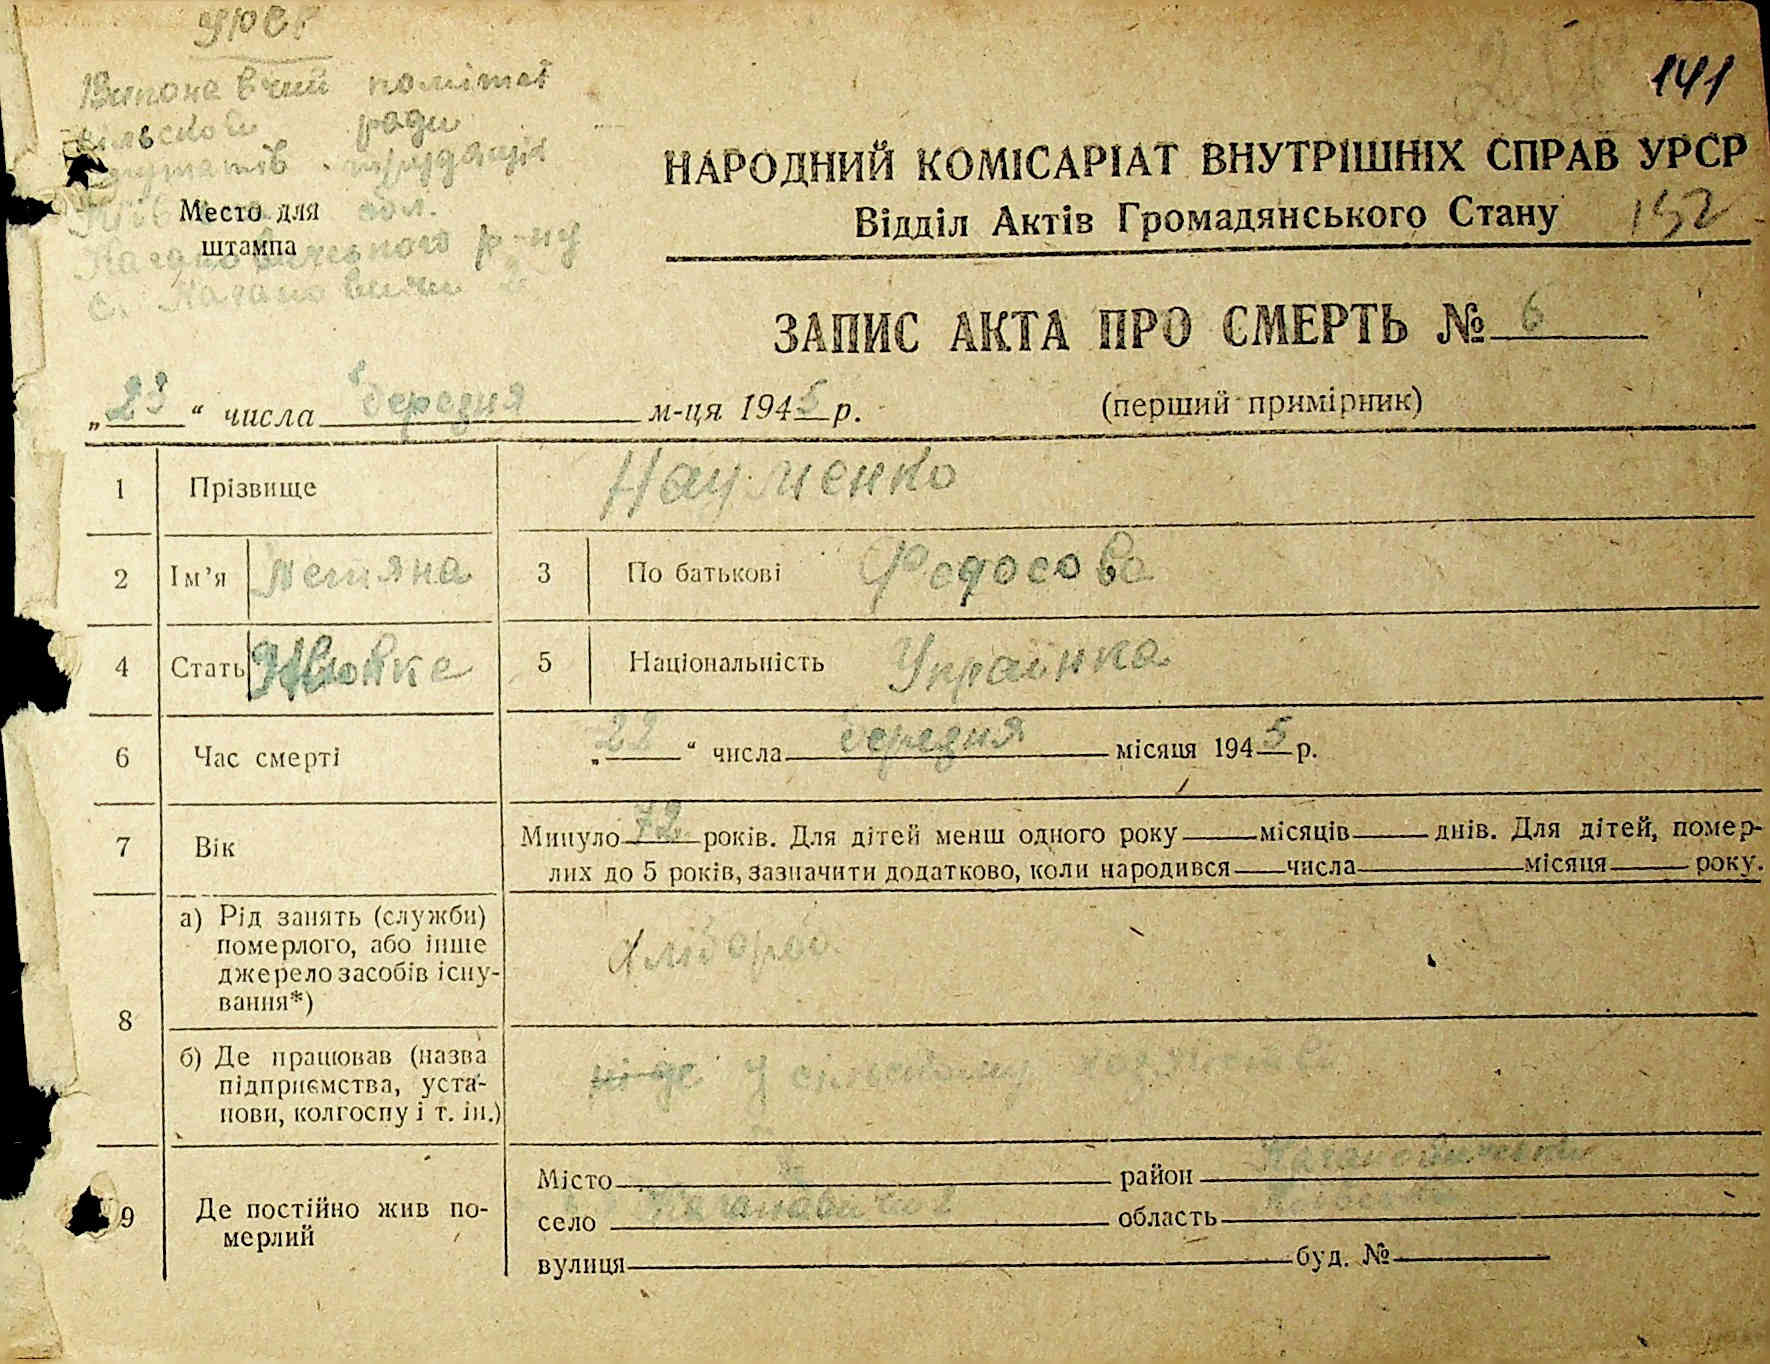 УРСР
Виконавчий комітет
сільської ради
депутатів трудящих
Київської обл.
Кагановичського р-ну
с. Кагановичи 2
Место для
штампа
141
НАРОДНИЙ КОМІСАРІАТ ВНУТРІШНІХ СПРАВ УРСР
Відділ Актів Громадянського Стану 152
ЗАПИС АКТА ПРО СМЕРТЬ № 6
„23“ числа березня м-ця 1945 р. (перший примірник)
1 Прізвище Науменко
2 Ім’я Тетяна 3 По батькові Федосова
4 Стать 5 Національність Українка
6 Час смерті „22“ числа березня місяця 1945 р.
7 Вік Минуло 72 років. Для дітей менш одного року місяців днів. Для дітей, помер-
лих до 5 років, зазначити додатково, коли народився числа місяця року.
8 а) Рід занять (служби)
померлого, або інше
джерело засобів існу-
вання*) хлібороб
б) Де працював (назва
підприємства, уста-
нови, колгоспу і т. ін.) ніде у сільському
9 Де постійно жив по-
мерлий
Місто район Кагановичський
село Кагановичи 2 область Київська
вулиця буд. №